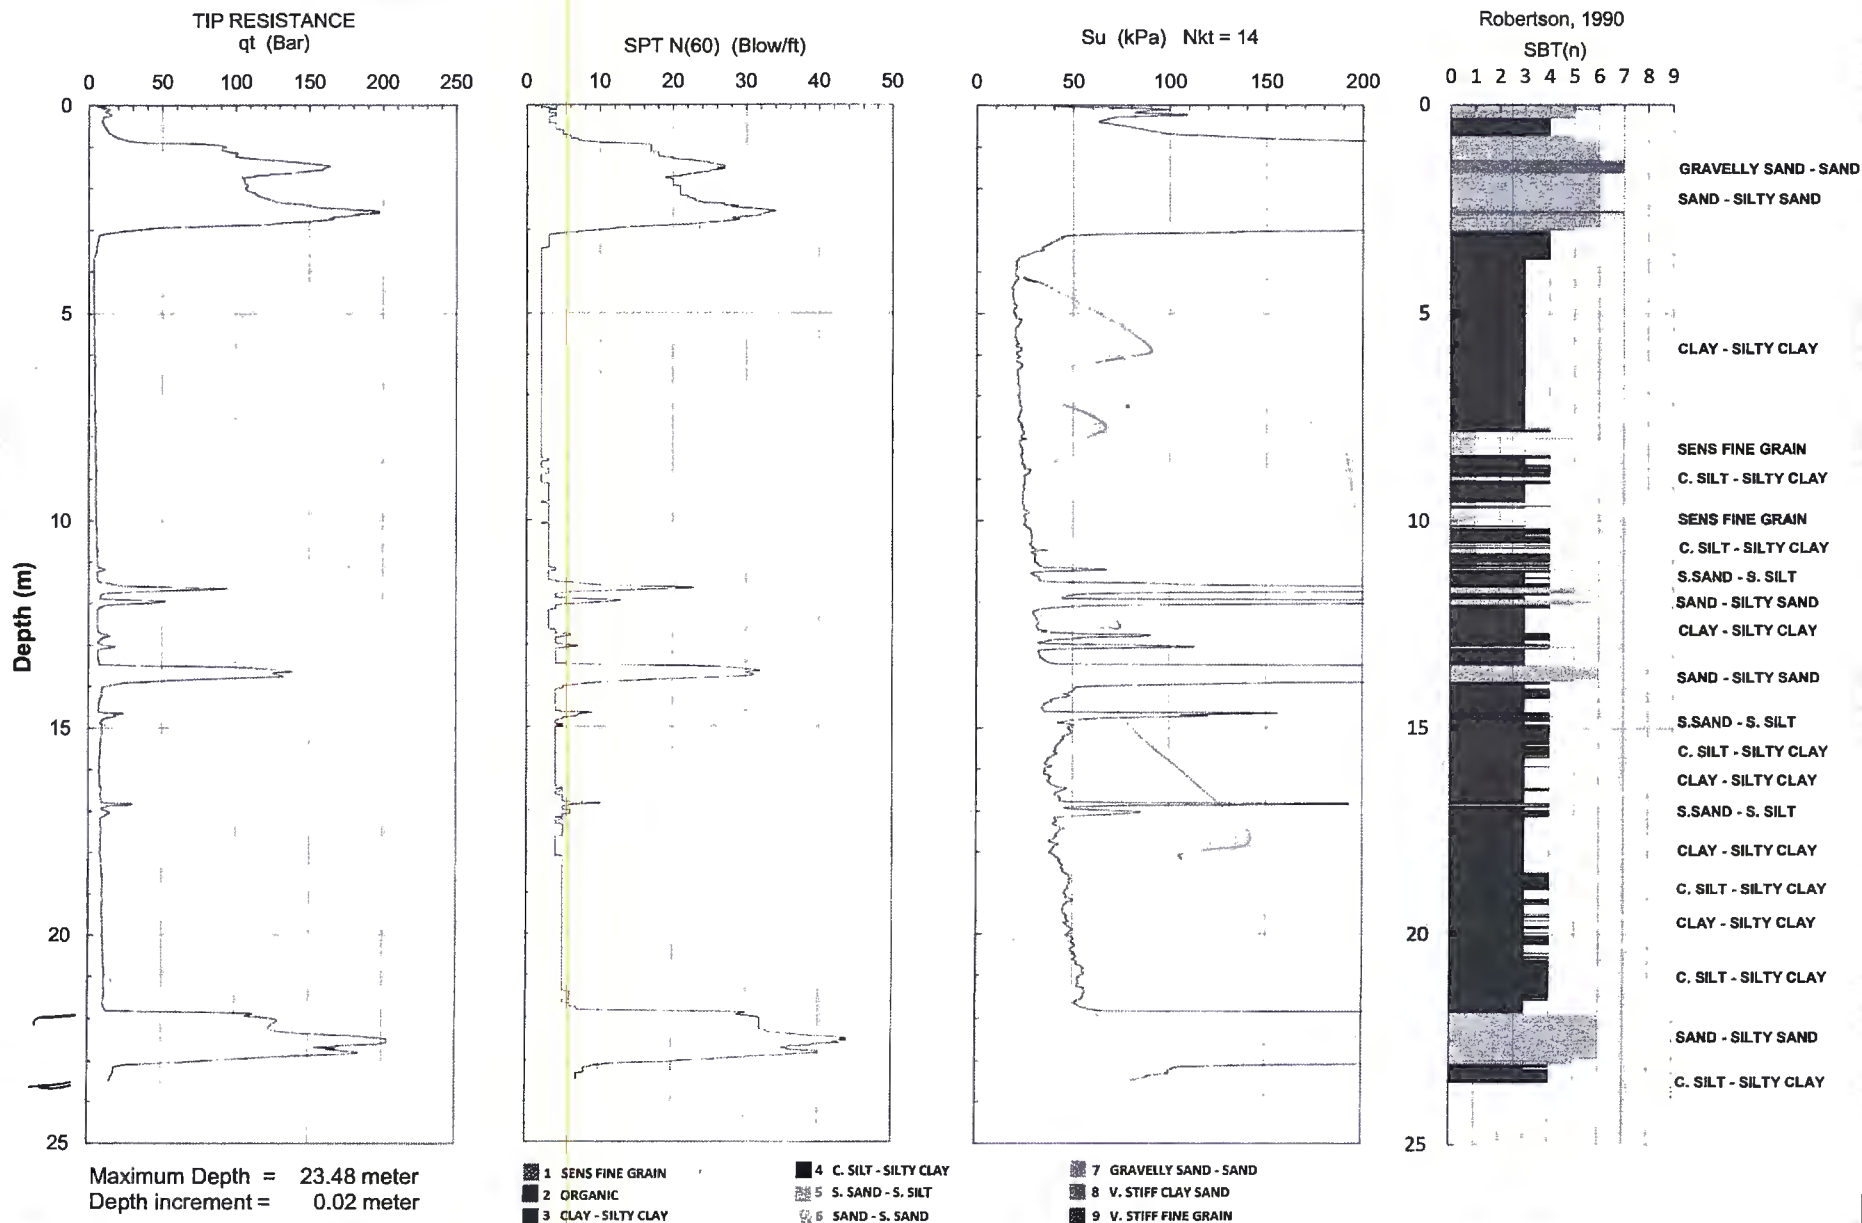 TIP RESISTANCE
qt (Bar)
0 50 100 150 200 250
SPT N(60) (Blow/ft)
0 10 20 30 40 50
Su (kPa) Nkt = 14
0 50 100 150 200
Robertson, 1990
SBT(n)
0 1 2 3 4 5 6 7 8 9
Depth (m)
0
5
10
15
20
25
0
5
10
15
20
25
GRAVELLY SAND - SAND
SAND - SILTY SAND
CLAY - SILTY CLAY
SENS FINE GRAIN
C. SILT - SILTY CLAY
SENS FINE GRAIN
C. SILT - SILTY CLAY
S.SAND - S. SILT
SAND - SILTY SAND
CLAY - SILTY CLAY
SAND - SILTY SAND
S.SAND - S. SILT
C. SILT - SILTY CLAY
CLAY - SILTY CLAY
S.SAND - S. SILT
CLAY - SILTY CLAY
C. SILT - SILTY CLAY
CLAY - SILTY CLAY
C. SILT - SILTY CLAY
SAND - SILTY SAND
C. SILT - SILTY CLAY
Maximum Depth = 23.48 meter
Depth increment = 0.02 meter
1 SENS FINE GRAIN
2 ORGANIC
3 CLAY - SILTY CLAY
4 C. SILT - SILTY CLAY
5 S. SAND - S. SILT
6 SAND - S. SAND
7 GRAVELLY SAND - SAND
8 V. STIFF CLAY SAND
9 V. STIFF FINE GRAIN